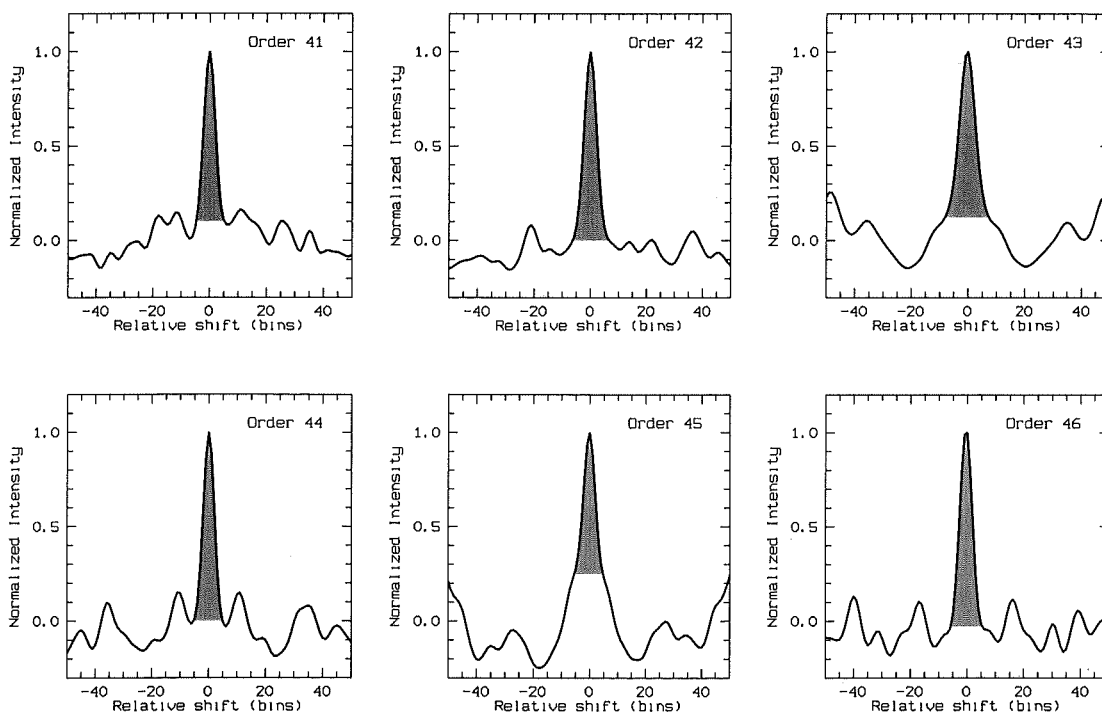 Order 41
1.0
0.5
0.0
Normalized Intensity
-40 -20 0 20 40
Relative shift (bins)
Order 42
1.0
0.5
0.0
Normalized Intensity
-40 -20 0 20 40
Relative shift (bins)
Order 43
1.0
0.5
0.0
Normalized Intensity
-40 -20 0 20 40
Relative shift (bins)
Order 44
1.0
0.5
0.0
Normalized Intensity
-40 -20 0 20 40
Relative shift (bins)
Order 45
1.0
0.5
0.0
Normalized Intensity
-40 -20 0 20 40
Relative shift (bins)
Order 46
1.0
0.5
0.0
Normalized Intensity
-40 -20 0 20 40
Relative shift (bins)